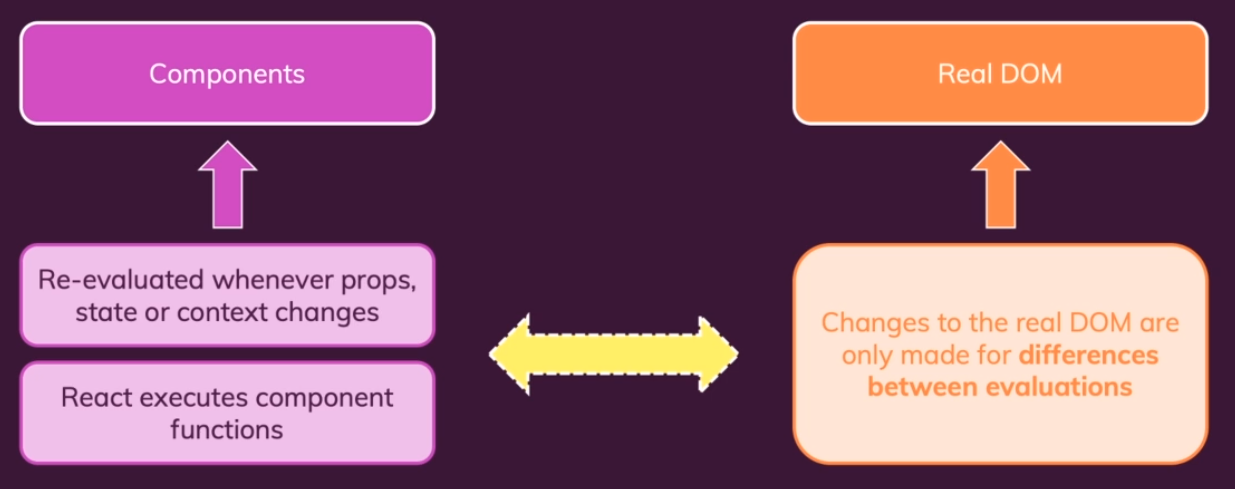 Components
Real DOM
Re-evaluated whenever props,
state or context changes
React executes component
functions
Changes to the real DOM are
only made for differences
between evaluations